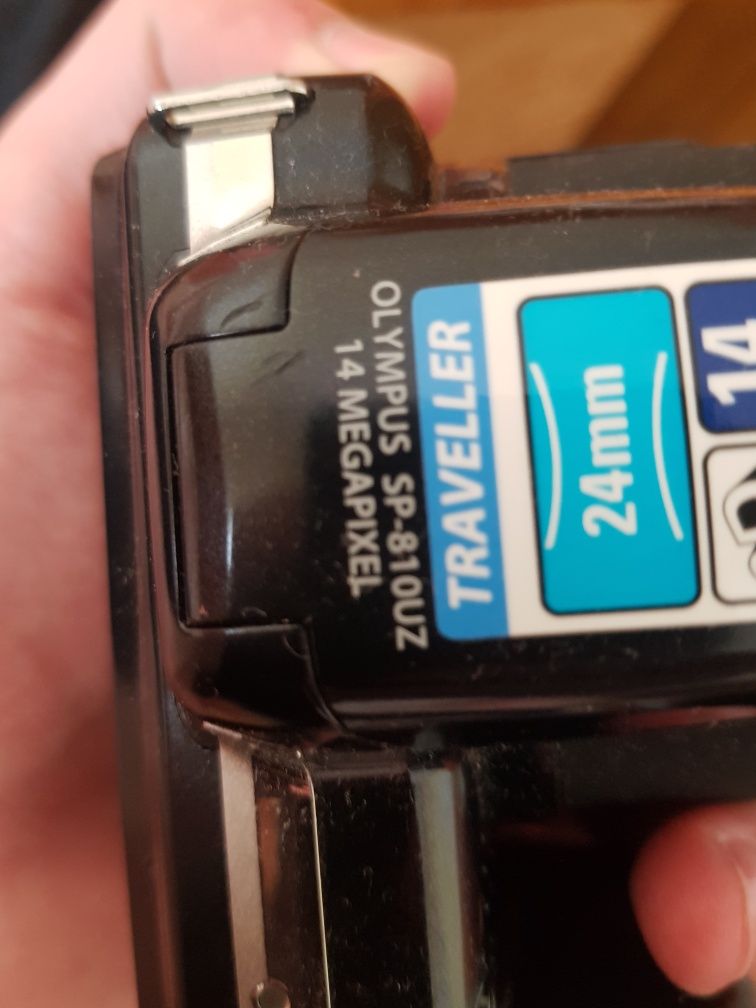 OLYMPUS SP-810UZ
14 MEGAPIXEL
TRAVELLER
24mm
14